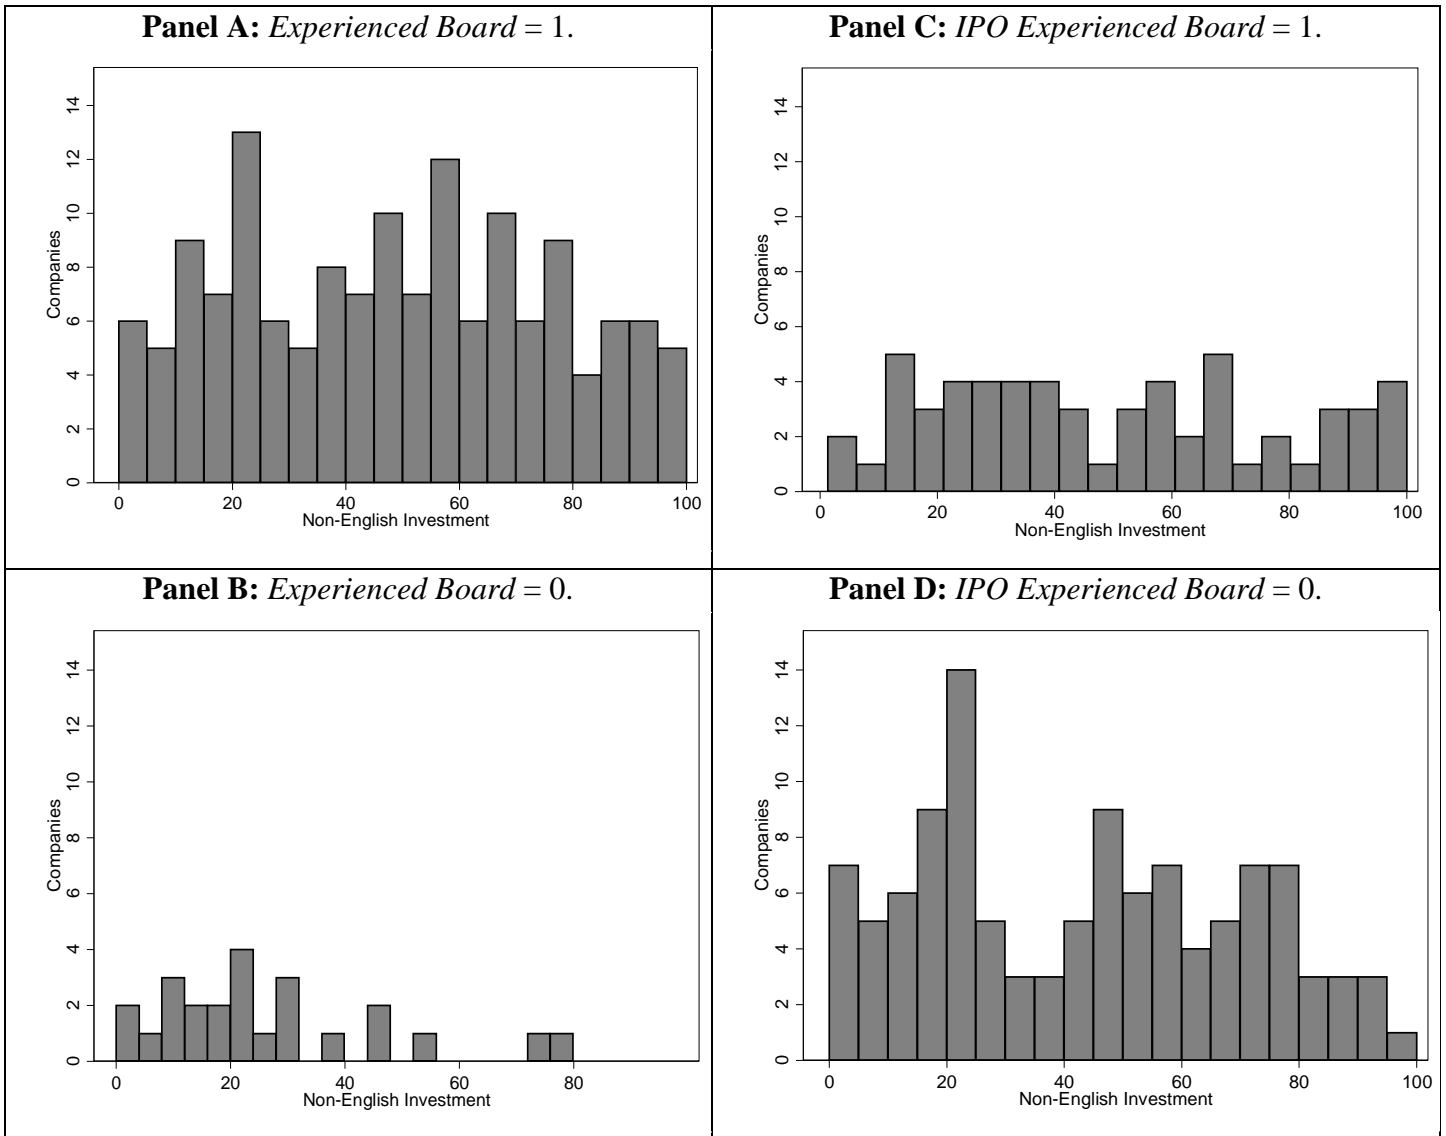 Panel A: Experienced Board = 1.
14
12
10
8
6
4
2
0
Companies
0 20 40 60 80 100
Non-English Investment
Panel C: IPO Experienced Board = 1.
14
12
10
8
6
4
2
0
Companies
0 20 40 60 80 100
Non-English Investment
Panel B: Experienced Board = 0.
14
12
10
8
6
4
2
0
Companies
0 20 40 60 80
Non-English Investment
Panel D: IPO Experienced Board = 0.
14
12
10
8
6
4
2
0
Companies
0 20 40 60 80 100
Non-English Investment